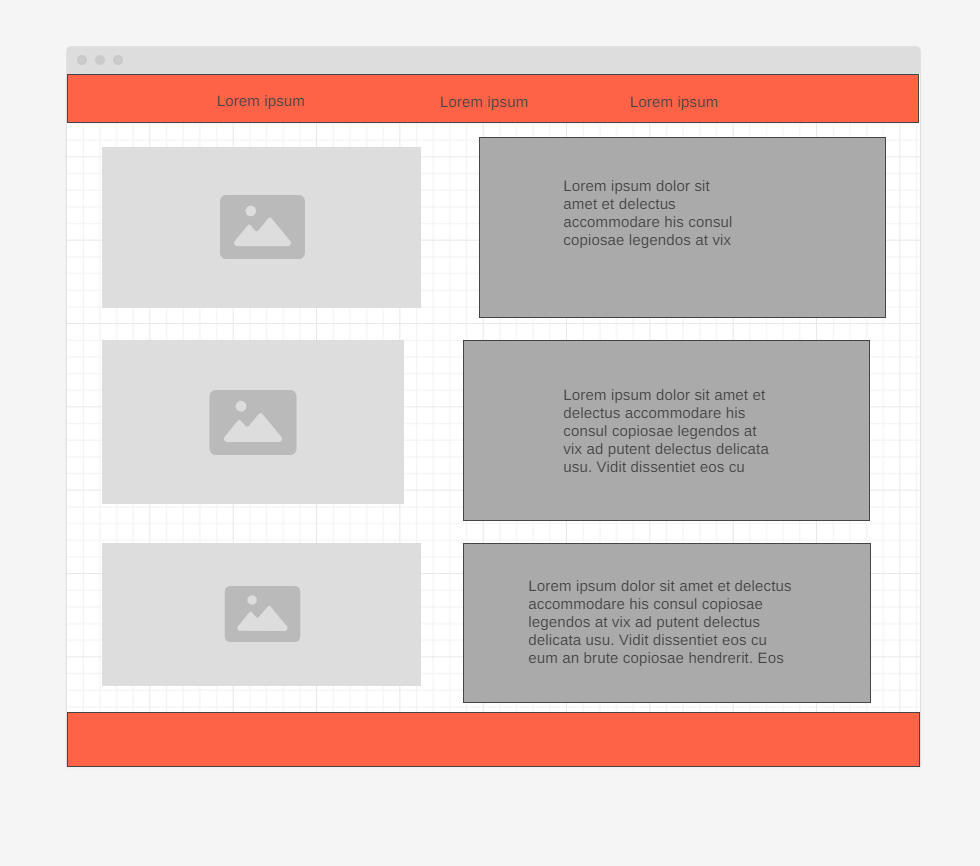 Lorem ipsum
Lorem ipsum
Lorem ipsum
Lorem ipsum dolor sit
amet et delectus
accommodare his consul
copiosae legendos at vix
Lorem ipsum dolor sit amet et
delectus accommodare his
consul copiosae legendos at
vix ad putent delectus delicata
usu. Vidit dissentiet eos cu
Lorem ipsum dolor sit amet et delectus
accommodare his consul copiosae
legendos at vix ad putent delectus
delicata usu. Vidit dissentiet eos cu
eum an brute copiosae hendrerit. Eos